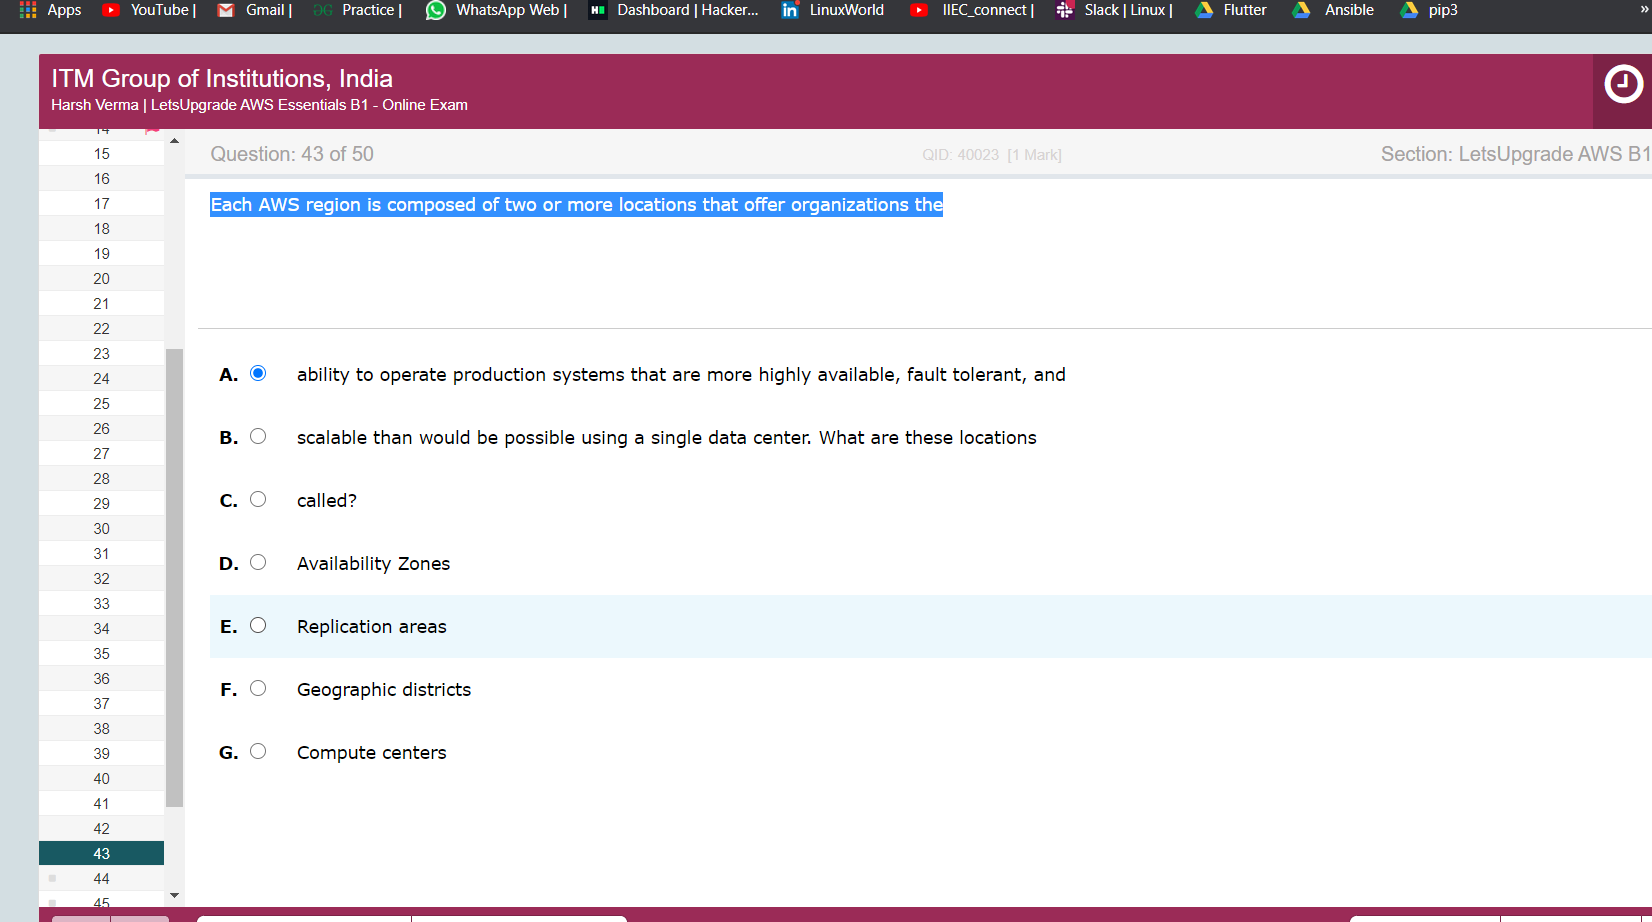 Apps YouTube | Gmail | Practice | WhatsApp Web | Dashboard | Hacker... LinuxWorld IIEC_connect | Slack | Linux | Flutter Ansible pip3 »
ITM Group of Institutions, India
Harsh Verma | LetsUpgrade AWS Essentials B1 - Online Exam
14
15
16
17
18
19
20
21
22
23
24
25
26
27
28
29
30
31
32
33
34
35
36
37
38
39
40
41
42
43
44
45
Question: 43 of 50 QID: 40023 [1 Mark] Section: LetsUpgrade AWS B1
Each AWS region is composed of two or more locations that offer organizations the
A. ability to operate production systems that are more highly available, fault tolerant, and
B. scalable than would be possible using a single data center. What are these locations
C. called?
D. Availability Zones
E. Replication areas
F. Geographic districts
G. Compute centers